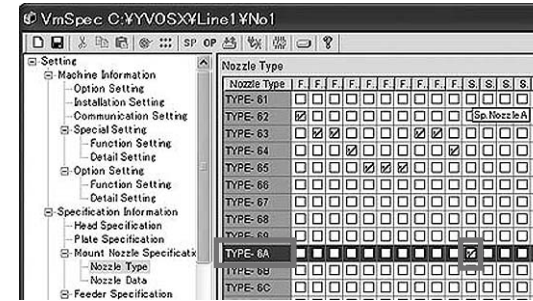 VmSpec C:¥YVOSX¥Line1¥No1
SP OP
Setting
Machine Information
Option Setting
Installation Setting
Communication Setting
Special Setting
Function Setting
Detail Setting
Option Setting
Function Setting
Detail Setting
Specification Information
Head Specification
Plate Specification
Mount Nozzle Specificati
Nozzle Type
Nozzle Data
Feeder Specification
Nozzle Type
Nozzle Type F.. F.. F.. F.. F.. F.. F.. F.. F.. F.. S.. S.. S.. S..
TYPE- 61
TYPE- 62 Sp.NozzleA
TYPE- 63
TYPE- 64
TYPE- 65
TYPE- 66
TYPE- 67
TYPE- 68
TYPE- 69
TYPE- 6A
TYPE- 6B
TYPE- 6C